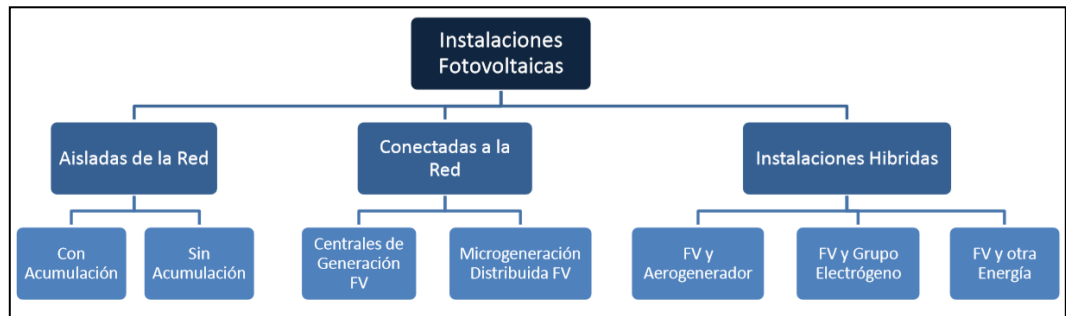 Instalaciones
Fotovoltaicas
Aisladas de la Red
Conectadas a la
Red
Instalaciones Hibridas
Con
Acumulación
Sin
Acumulación
Centrales de
Generación
FV
Microgeneración
Distribuida FV
FV y
Aerogenerador
FV y Grupo
Electrógeno
FV y otra
Energía